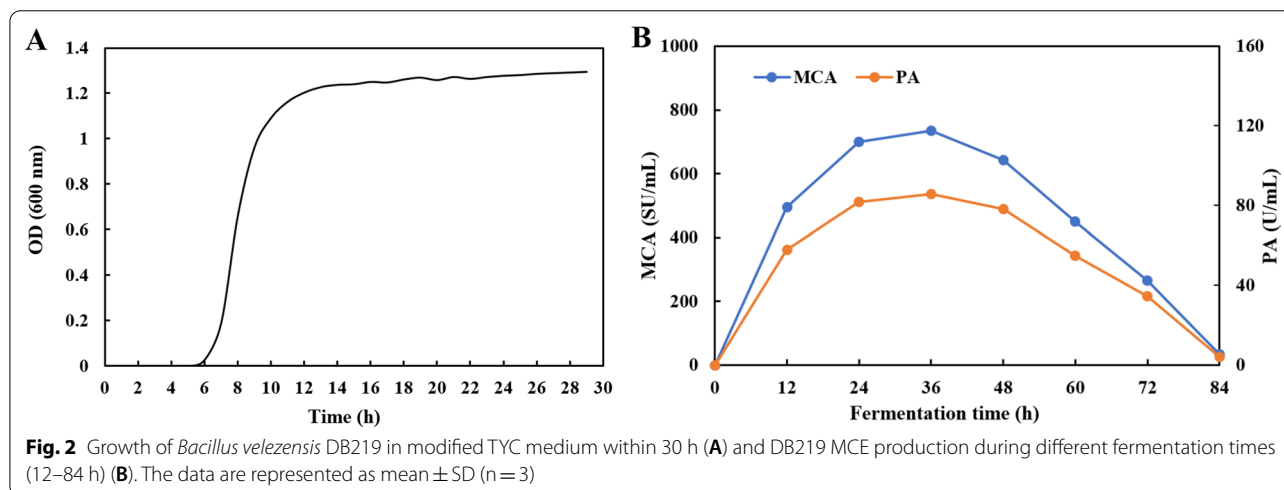 A
OD (600 nm)
1.4
1.2
1
0.8
0.6
0.4
0.2
0
0 2 4 6 8 10 12 14 16 18 20 22 24 26 28 30
Time (h)
B
MCA (SU/mL)
1000
800
600
400
200
0
MCA PA
160
120
80
40
0
PA (U/mL)
0 12 24 36 48 60 72 84
Fermentation time (h)
Fig. 2 Growth of Bacillus velezensis DB219 in modified TYC medium within 30 h (A) and DB219 MCE production during different fermentation times
(12–84 h) (B). The data are represented as mean ± SD (n = 3)